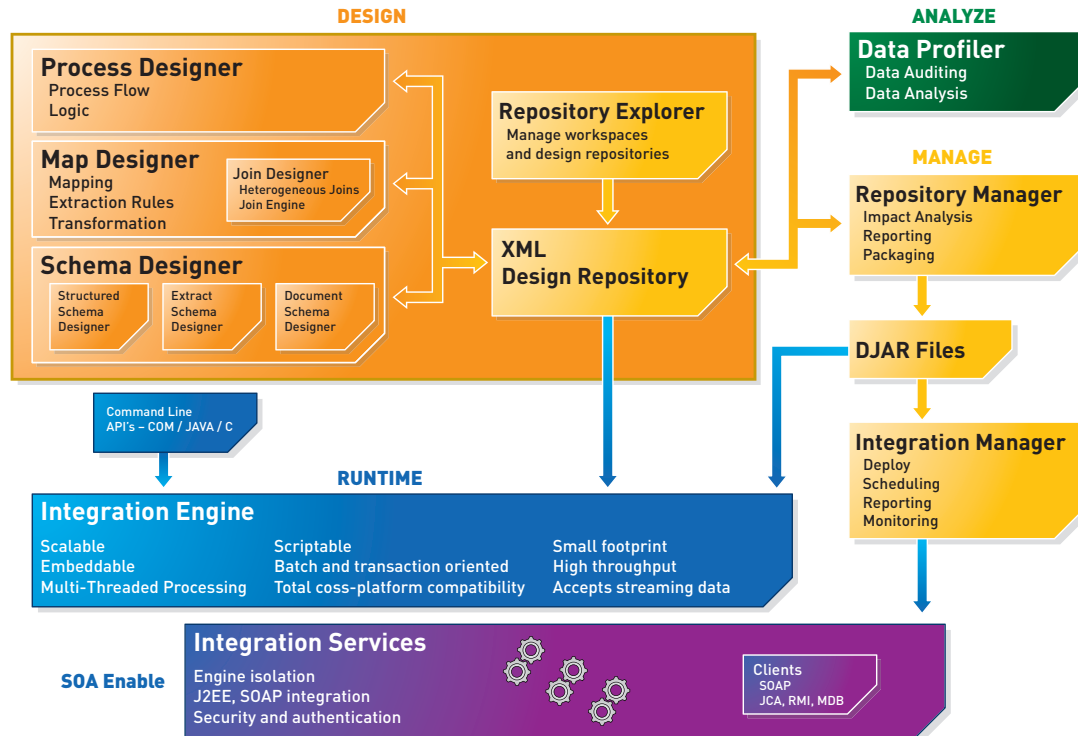 DESIGN
Process Designer
Process Flow
Logic
Map Designer
Mapping
Extraction Rules
Transformation
Join Designer
Heterogeneous Joins
Join Engine
Schema Designer
Structured
Schema
Designer
Extract
Schema
Designer
Document
Schema
Designer
Repository Explorer
Manage workspaces
and design repositories
XML
Design Repository
ANALYZE
Data Profiler
Data Auditing
Data Analysis
MANAGE
Repository Manager
Impact Analysis
Reporting
Packaging
DJAR Files
Integration Manager
Deploy
Scheduling
Reporting
Monitoring
Command Line
API's – COM / JAVA / C
RUNTIME
Integration Engine
Scalable
Embeddable
Multi-Threaded Processing
Scriptable
Batch and transaction oriented
Total coss-platform compatibility
Small footprint
High throughput
Accepts streaming data
SOA Enable
Integration Services
Engine isolation
J2EE, SOAP integration
Security and authentication
Clients
SOAP
JCA, RMI, MDB